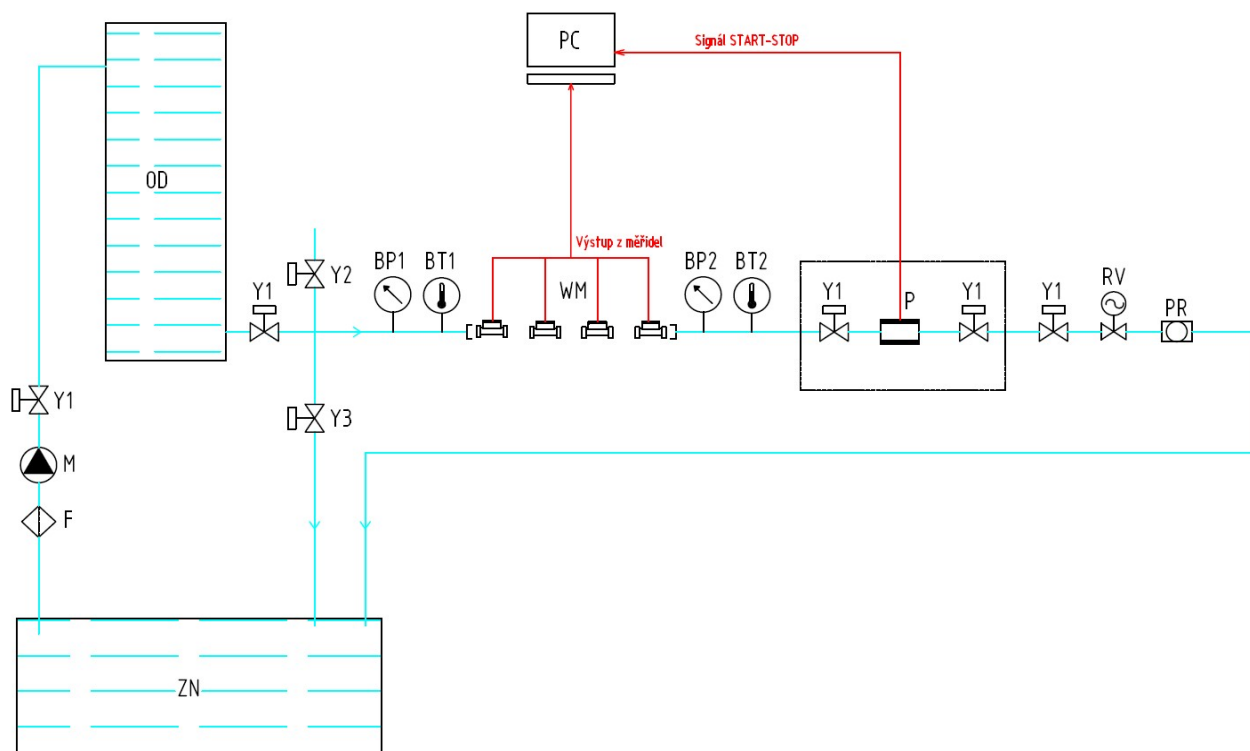 PC
Signál START-STOP
OD
Výstup z měřidel
BP1
BT1
Y2
WM
BP2
BT2
Y1
Y1
P
Y1
Y1
RV
PR
Y1
Y3
M
F
ZN